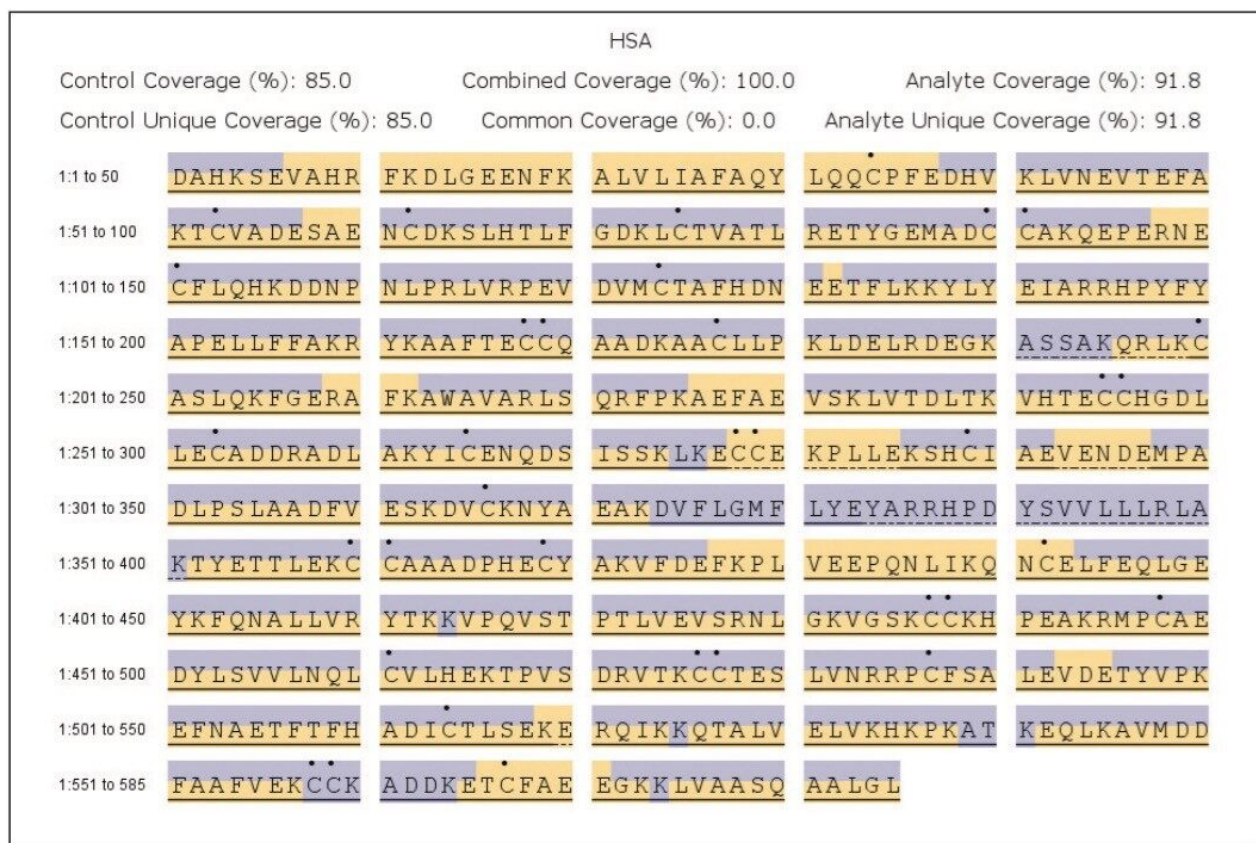 HSA
Control Coverage (%): 85.0 Combined Coverage (%): 100.0 Analyte Coverage (%): 91.8
Control Unique Coverage (%): 85.0 Common Coverage (%): 0.0 Analyte Unique Coverage (%): 91.8
1:1 to 50 DAHKSEVAHR FKDLGEENFK ALVLIAFAQY LQQCPFEDHV KLVNEVTEFA
1:51 to 100 KTCVADESAE NCDKSLHTLF GDKLCTVATL RETYGEMADC CAKQEPERNE
1:101 to 150 CFLQHKDDNP NLPRLVRPEV DVMCTAFHDN EETFLKKYLY EIARRHPYFY
1:151 to 200 APELLFFAKR YKAAFTECCQ AADKAACLLP KLDELRDEGK ASSAKQRLKC
1:201 to 250 ASLQKFGERA FKAWAVARLS QRFPKAEFAE VSKLVTDLTK VHTECCHGDL
1:251 to 300 LECADDRADL AKYICENQDS ISSKLKECCE KPLLEKSHCI AEVENDEMPA
1:301 to 350 DLPSLAADFV ESKDVCKNYA EAKDVFLGMF LYEYARRHPD YSVVLLLRLA
1:351 to 400 KTYETTLEKC CAAADPHECY AKVFDEFKPL VEEPQNLIKQ NCELFEQLGE
1:401 to 450 YKFQNALLVR YTKKVPQVST PTLVEVSRNL GKVGSKCCKH PEAKRMPCAE
1:451 to 500 DYLSVVLNQL CVLHEKTPVS DRVTKCCTES LVNRRPCFSA LEVDETYVPK
1:501 to 550 EFNAETFTFH ADICTLSEKE RQIKKQTALV ELVKHKPKAT KEQLKAVMDD
1:551 to 585 FAAFVEKCCK ADDKETCFAE EGKKLVAASQ AALGL